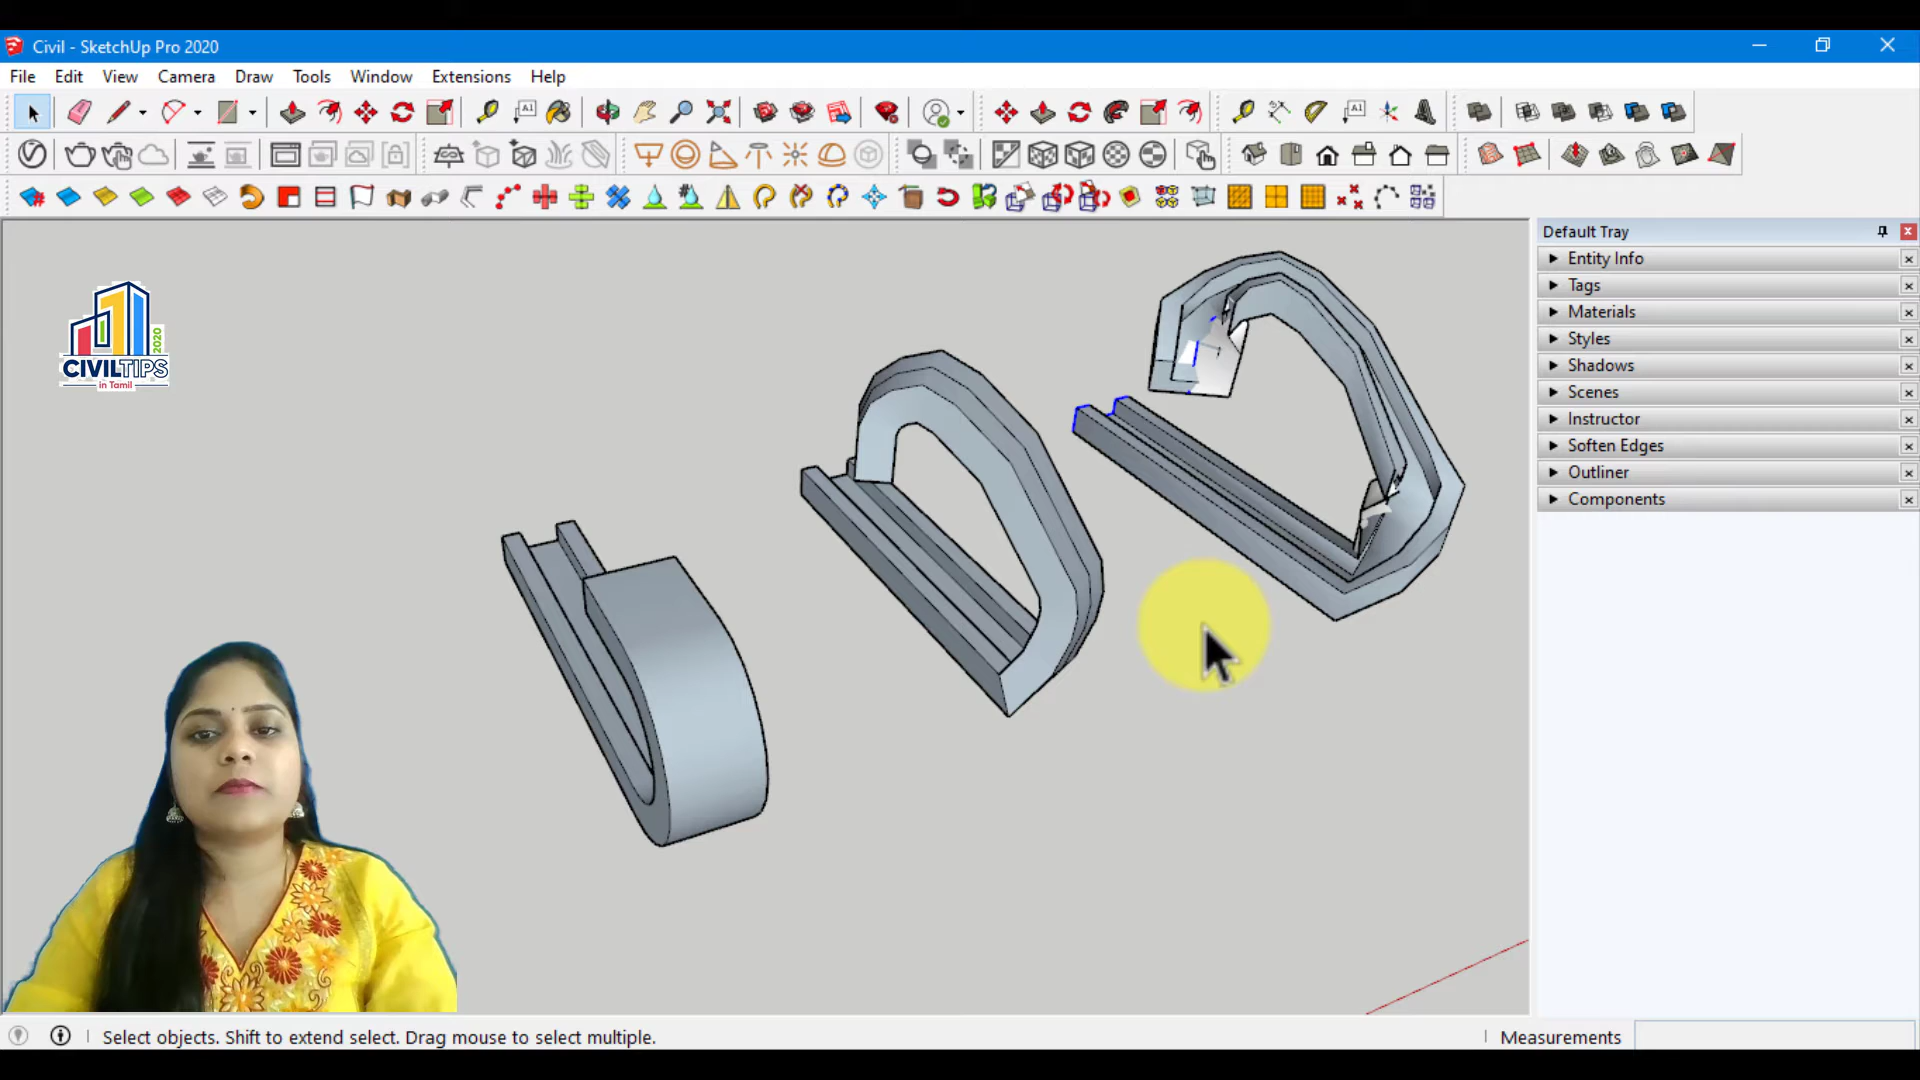 Civil - SketchUp Pro 2020
File Edit View Camera Draw Tools Window Extensions Help
A1
A1
Default Tray
Entity Info
Tags
Materials
Styles
Shadows
Scenes
Instructor
Soften Edges
Outliner
Components
2020
CIVILTIPS
in Tamil
Select objects. Shift to extend select. Drag mouse to select multiple.
Measurements